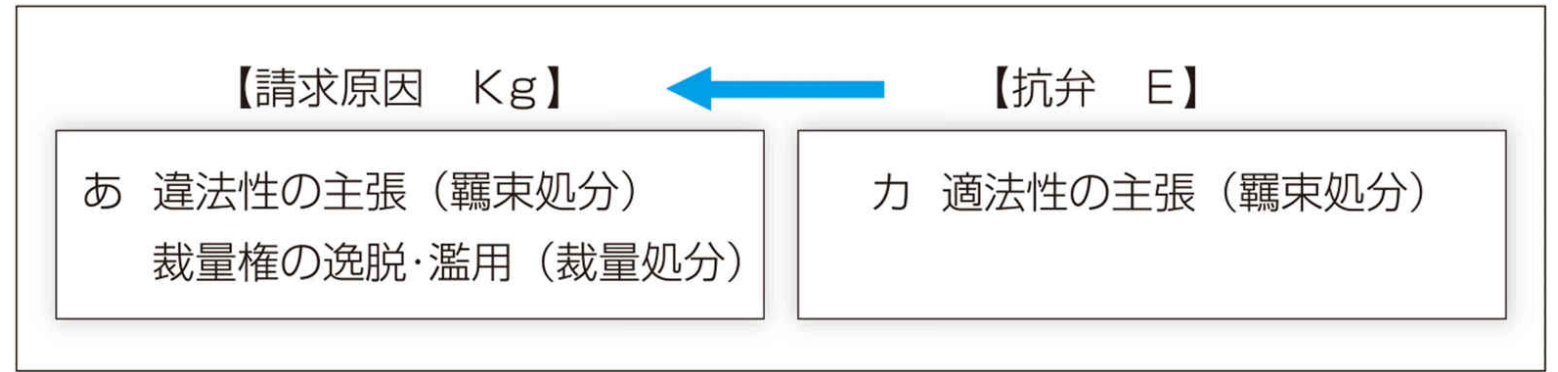 【請求原因　Ｋｇ】
【抗弁　Ｅ】
あ 違法性の主張（羈束処分）
裁量権の逸脱・濫用（裁量処分）
カ 適法性の主張（羈束処分）